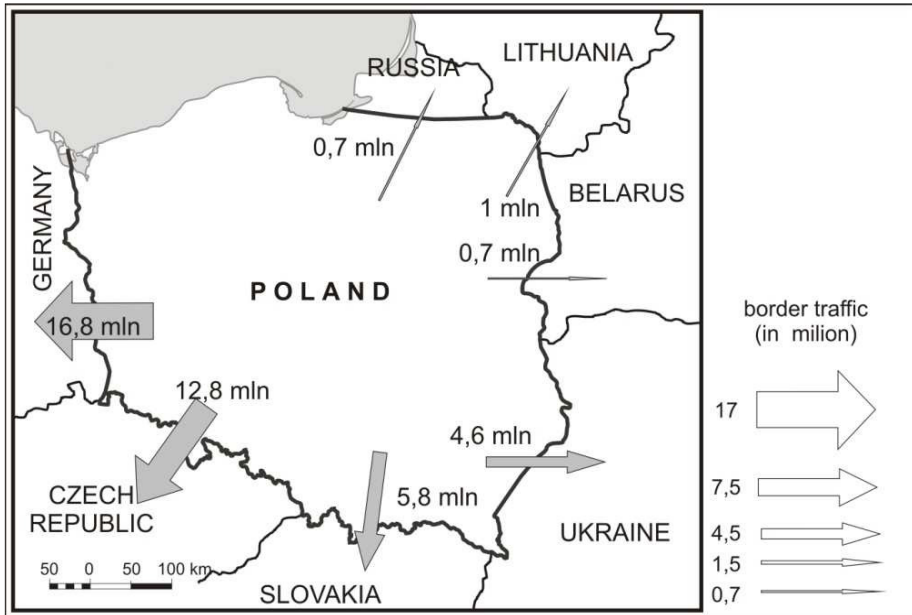 LITHUANIA
RUSSIA
0,7 mln
BELARUS
1 mln
GERMANY
0,7 mln
POLAND
16,8 mln
12,8 mln
4,6 mln
5,8 mln
CZECH
REPUBLIC
UKRAINE
50 0 50 100 km
SLOVAKIA
border traffic
(in milion)
17
7,5
4,5
1,5
0,7